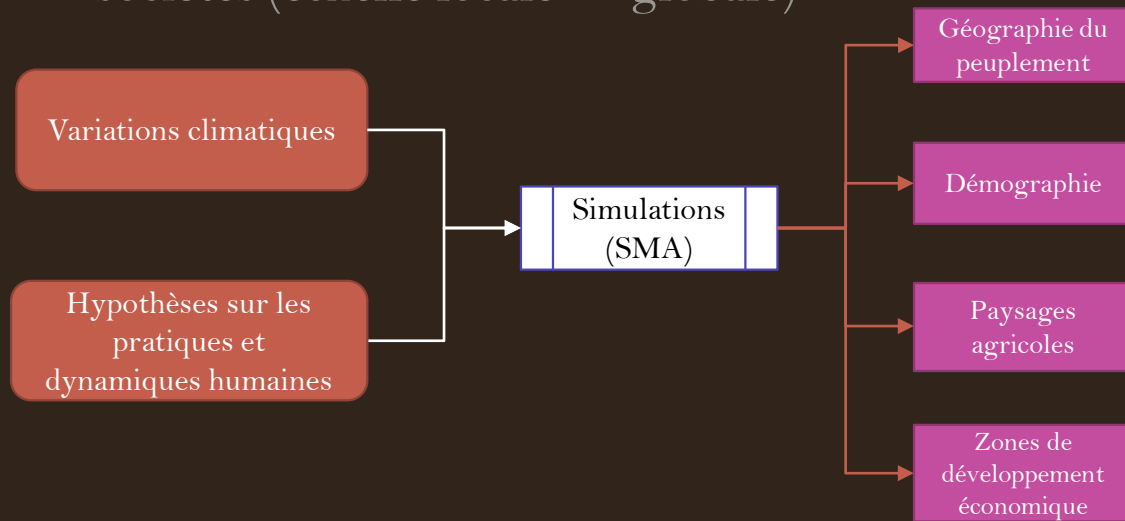 Géographie du
peuplement
Variations climatiques
Démographie
Simulations
(SMA)
Hypothèses sur les
pratiques et
dynamiques humaines
Paysages
agricoles
Zones de
développement
économique